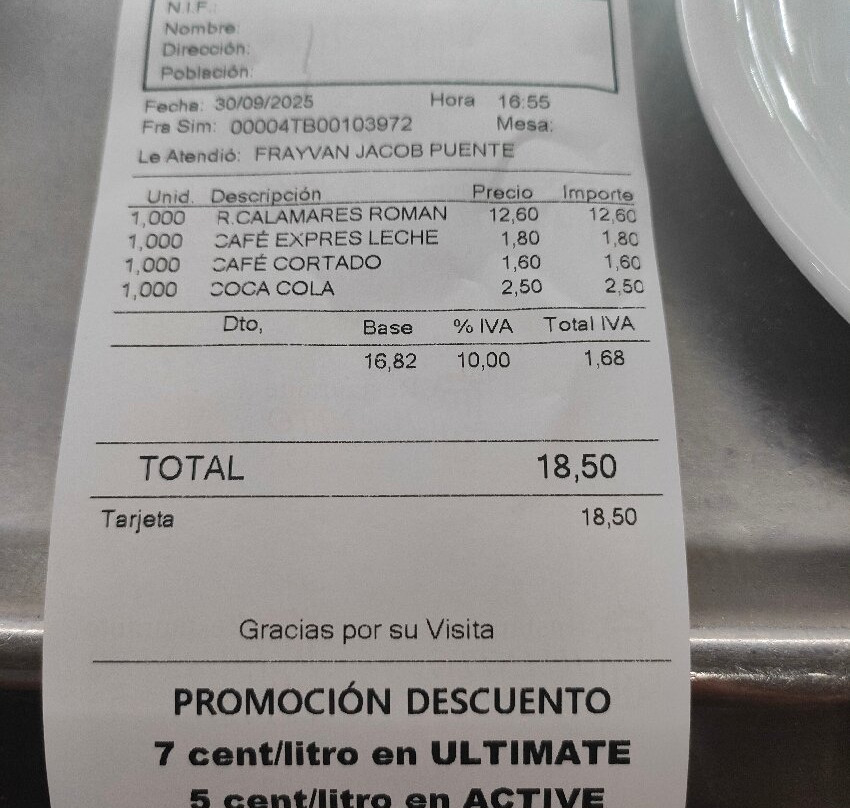 N.I.F.:
Nombre:
Dirección:
Población:
Fecha: 30/09/2025 Hora 16:55
Fra Sim: 00004TB00103972 Mesa:
Le Atendió: FRAYVAN JACOB PUENTE
Unid. Descripción Precio Importe
1,000 R.CALAMARES ROMAN 12,60 12,60
1,000 CAFÉ EXPRES LECHE 1,80 1,80
1,000 CAFÉ CORTADO 1,60 1,60
1,000 COCA COLA 2,50 2,50
Dto, Base % IVA Total IVA
16,82 10,00 1,68
TOTAL 18,50
Tarjeta 18,50
Gracias por su Visita
PROMOCIÓN DESCUENTO
7 cent/litro en ULTIMATE
5 cent/litro en ACTIVE